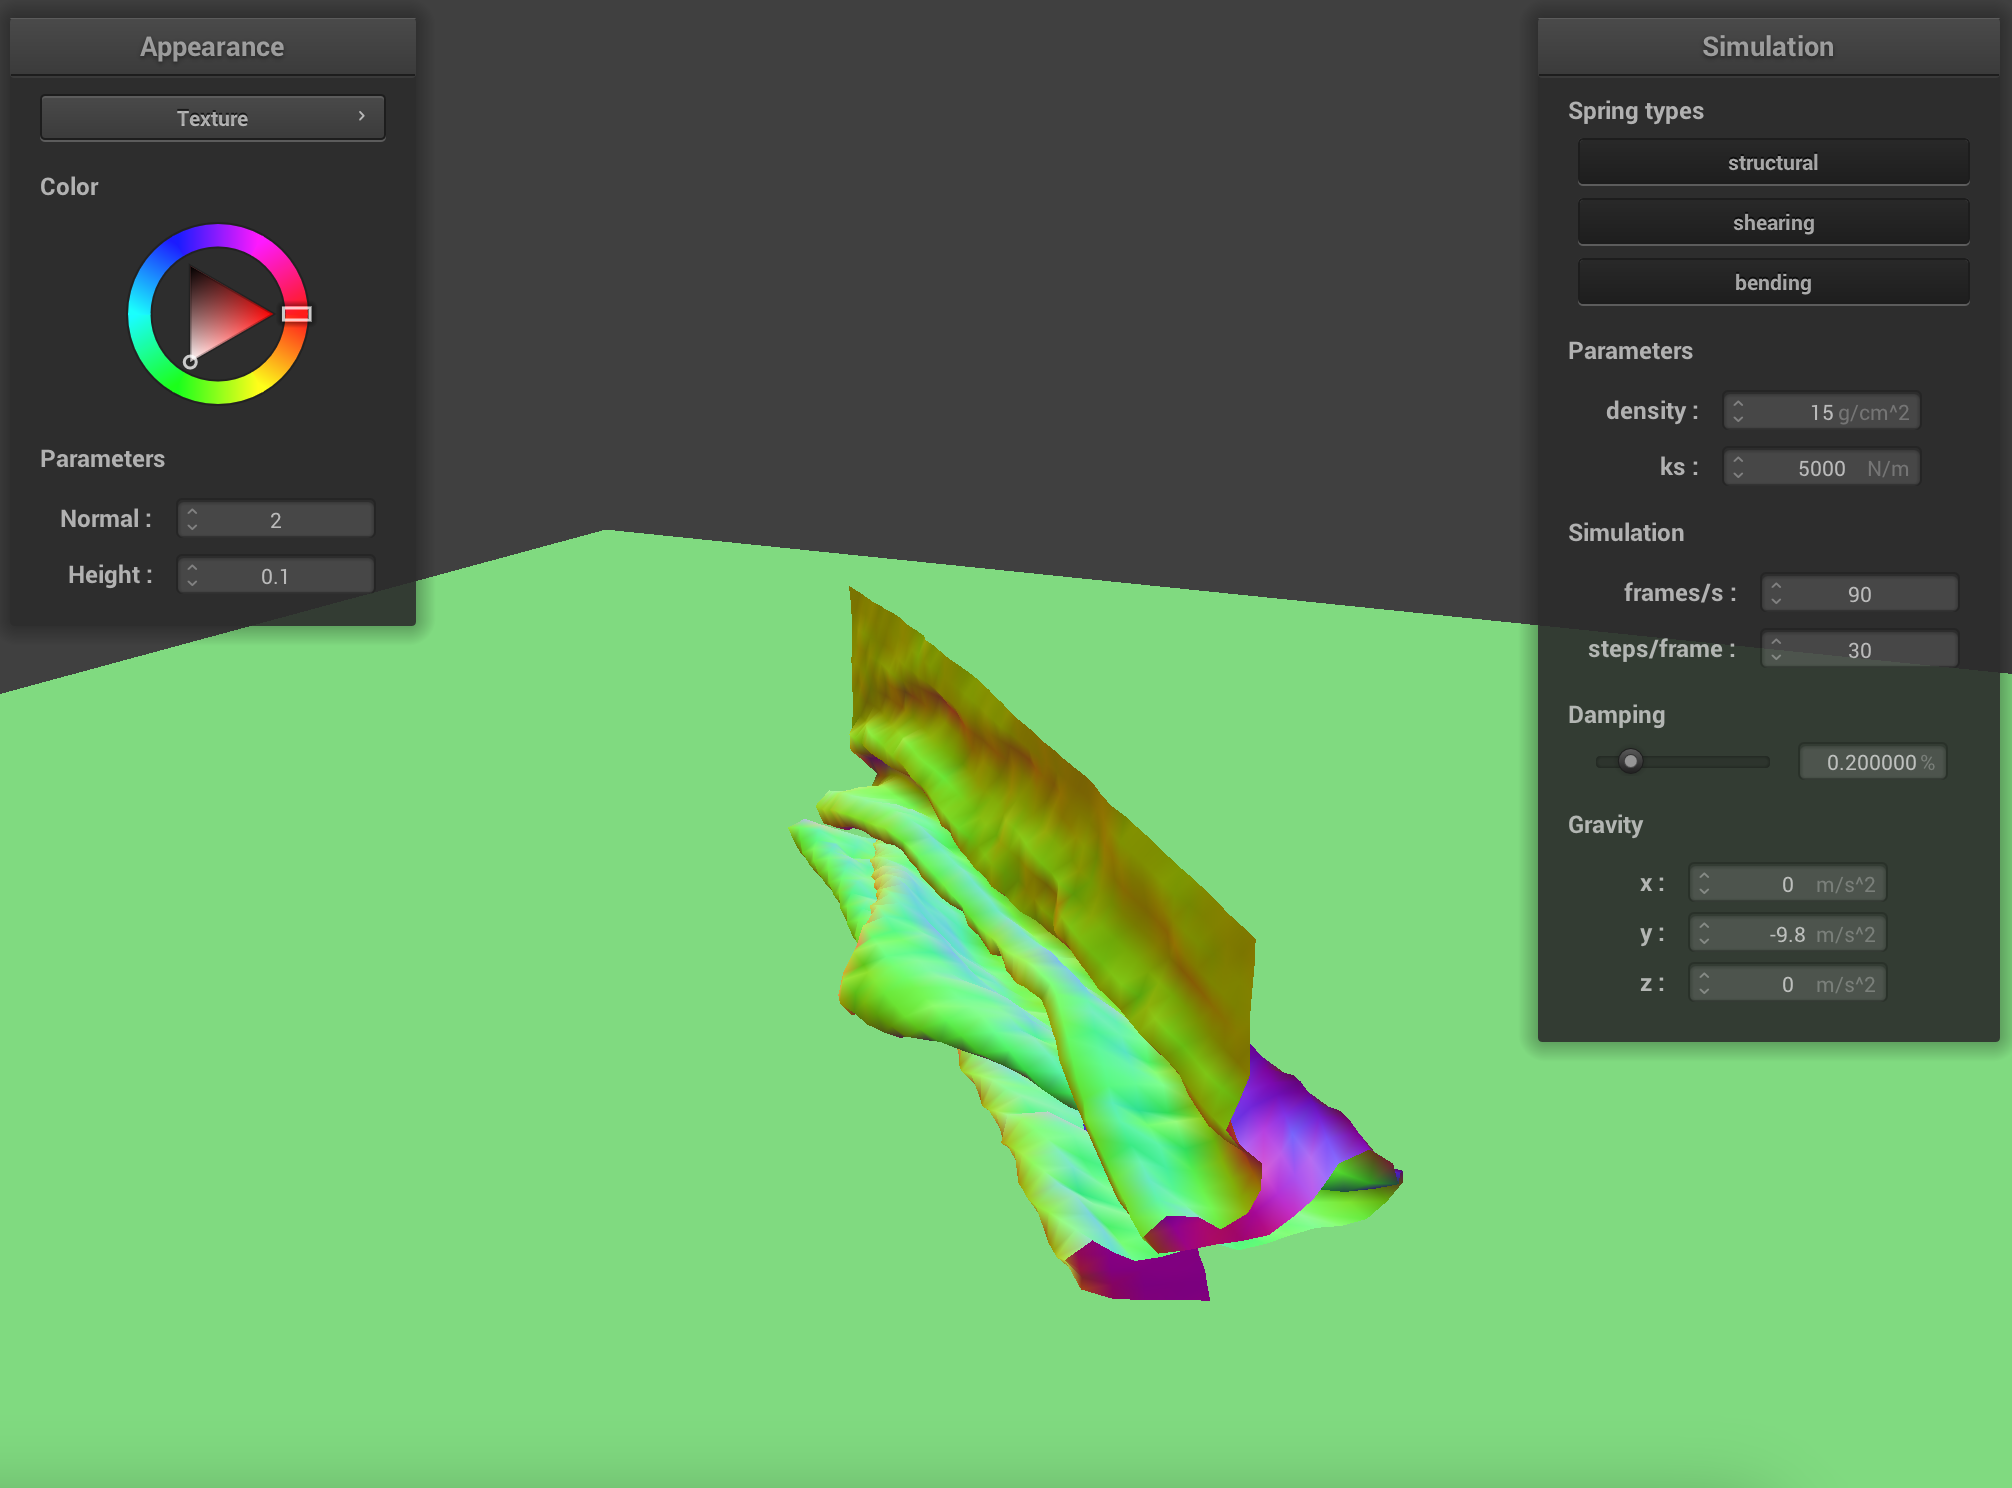 Appearance
Texture
Color
Parameters
Normal : 2
Height : 0.1
Simulation
Spring types
structural
shearing
bending
Parameters
density : 15 g/cm^2
ks : 5000 N/m
Simulation
frames/s : 90
steps/frame : 30
Damping
0.200000 %
Gravity
x : 0 m/s^2
y : -9.8 m/s^2
z : 0 m/s^2